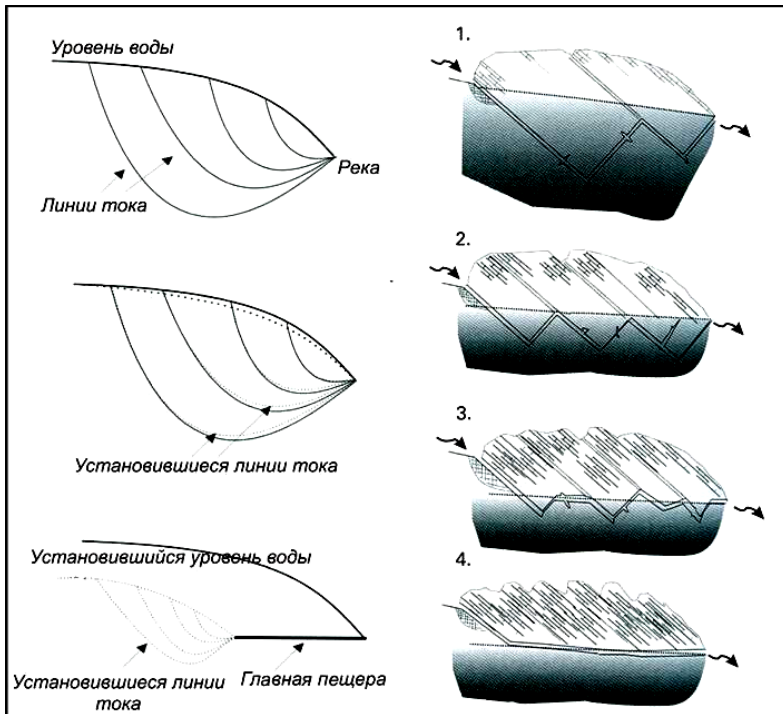 Уровень воды
Река
Линии тока
Установившиеся линии тока
Установившийся уровень воды
Главная пещера
Установившиеся линии
тока
1.
2.
3.
4.